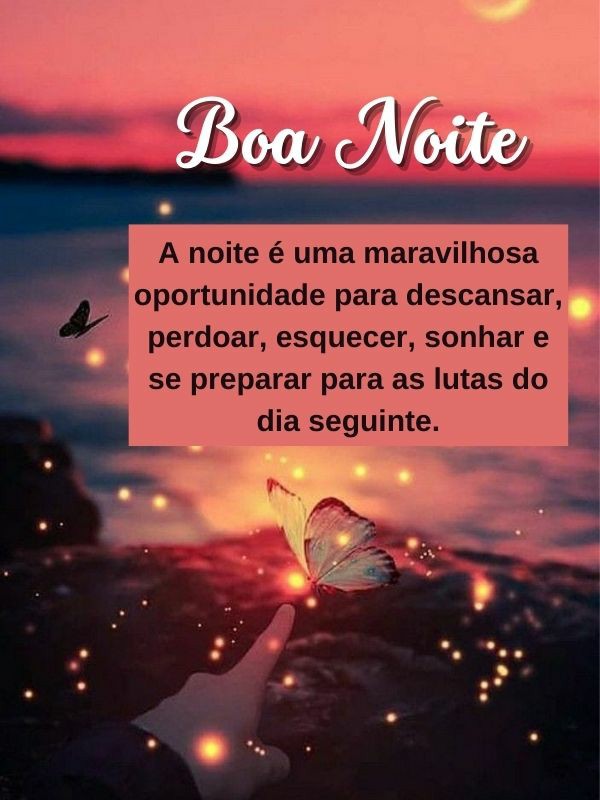 Boa Noite
A noite é uma maravilhosa
oportunidade para descansar,
perdoar, esquecer, sonhar e
se preparar para as lutas do
dia seguinte.